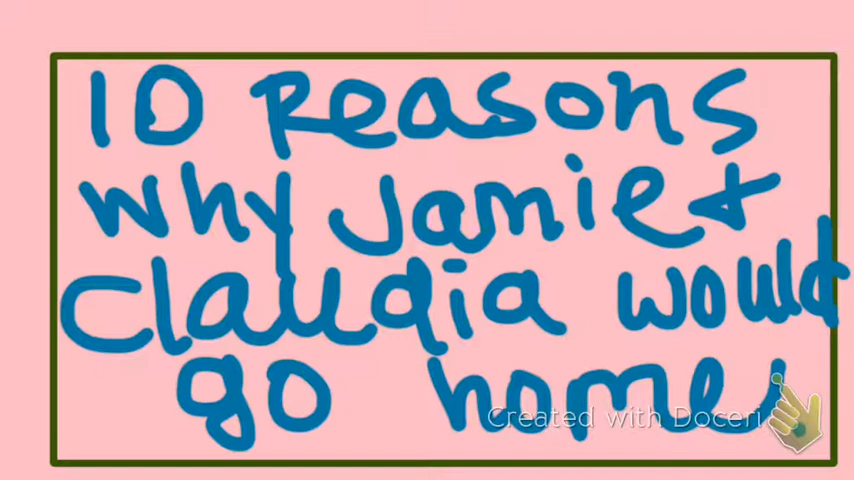 10 Reasons
why Jamie &
Claudia would
go home
Created with Doceri